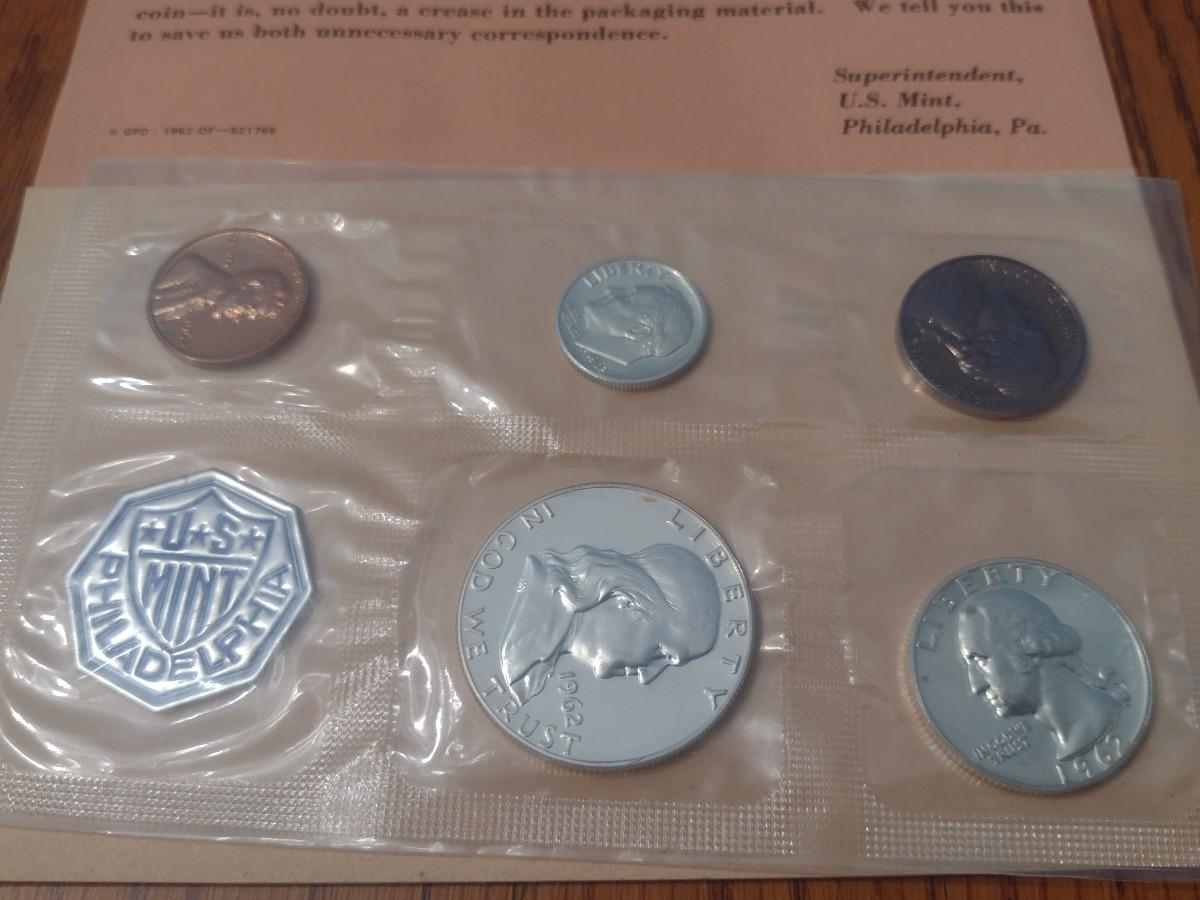 coin—it is, no doubt, a crease in the packaging material. We tell you this
to save us both unnecessary correspondence.
Superintendent,
U.S. Mint,
Philadelphia, Pa.
GPO : 1962 OF—621766
LIBERTY
U★S
MINT
PHILADELPHIA
LIBERTY
IN GOD WE TRUST
1962
LIBERTY
IN GOD WE
TRUST
1962